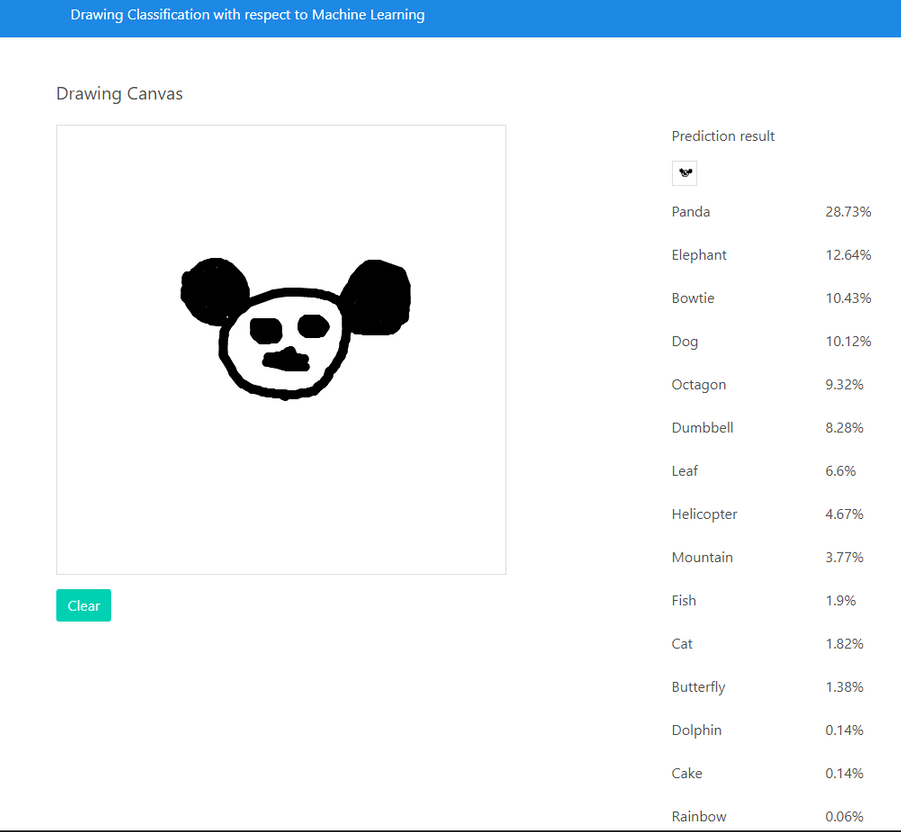 Drawing Classification with respect to Machine Learning
Drawing Canvas
Prediction result
Panda 28.73%
Elephant 12.64%
Bowtie 10.43%
Dog 10.12%
Octagon 9.32%
Dumbbell 8.28%
Leaf 6.6%
Helicopter 4.67%
Mountain 3.77%
Fish 1.9%
Cat 1.82%
Butterfly 1.38%
Dolphin 0.14%
Cake 0.14%
Rainbow 0.06%
Clear